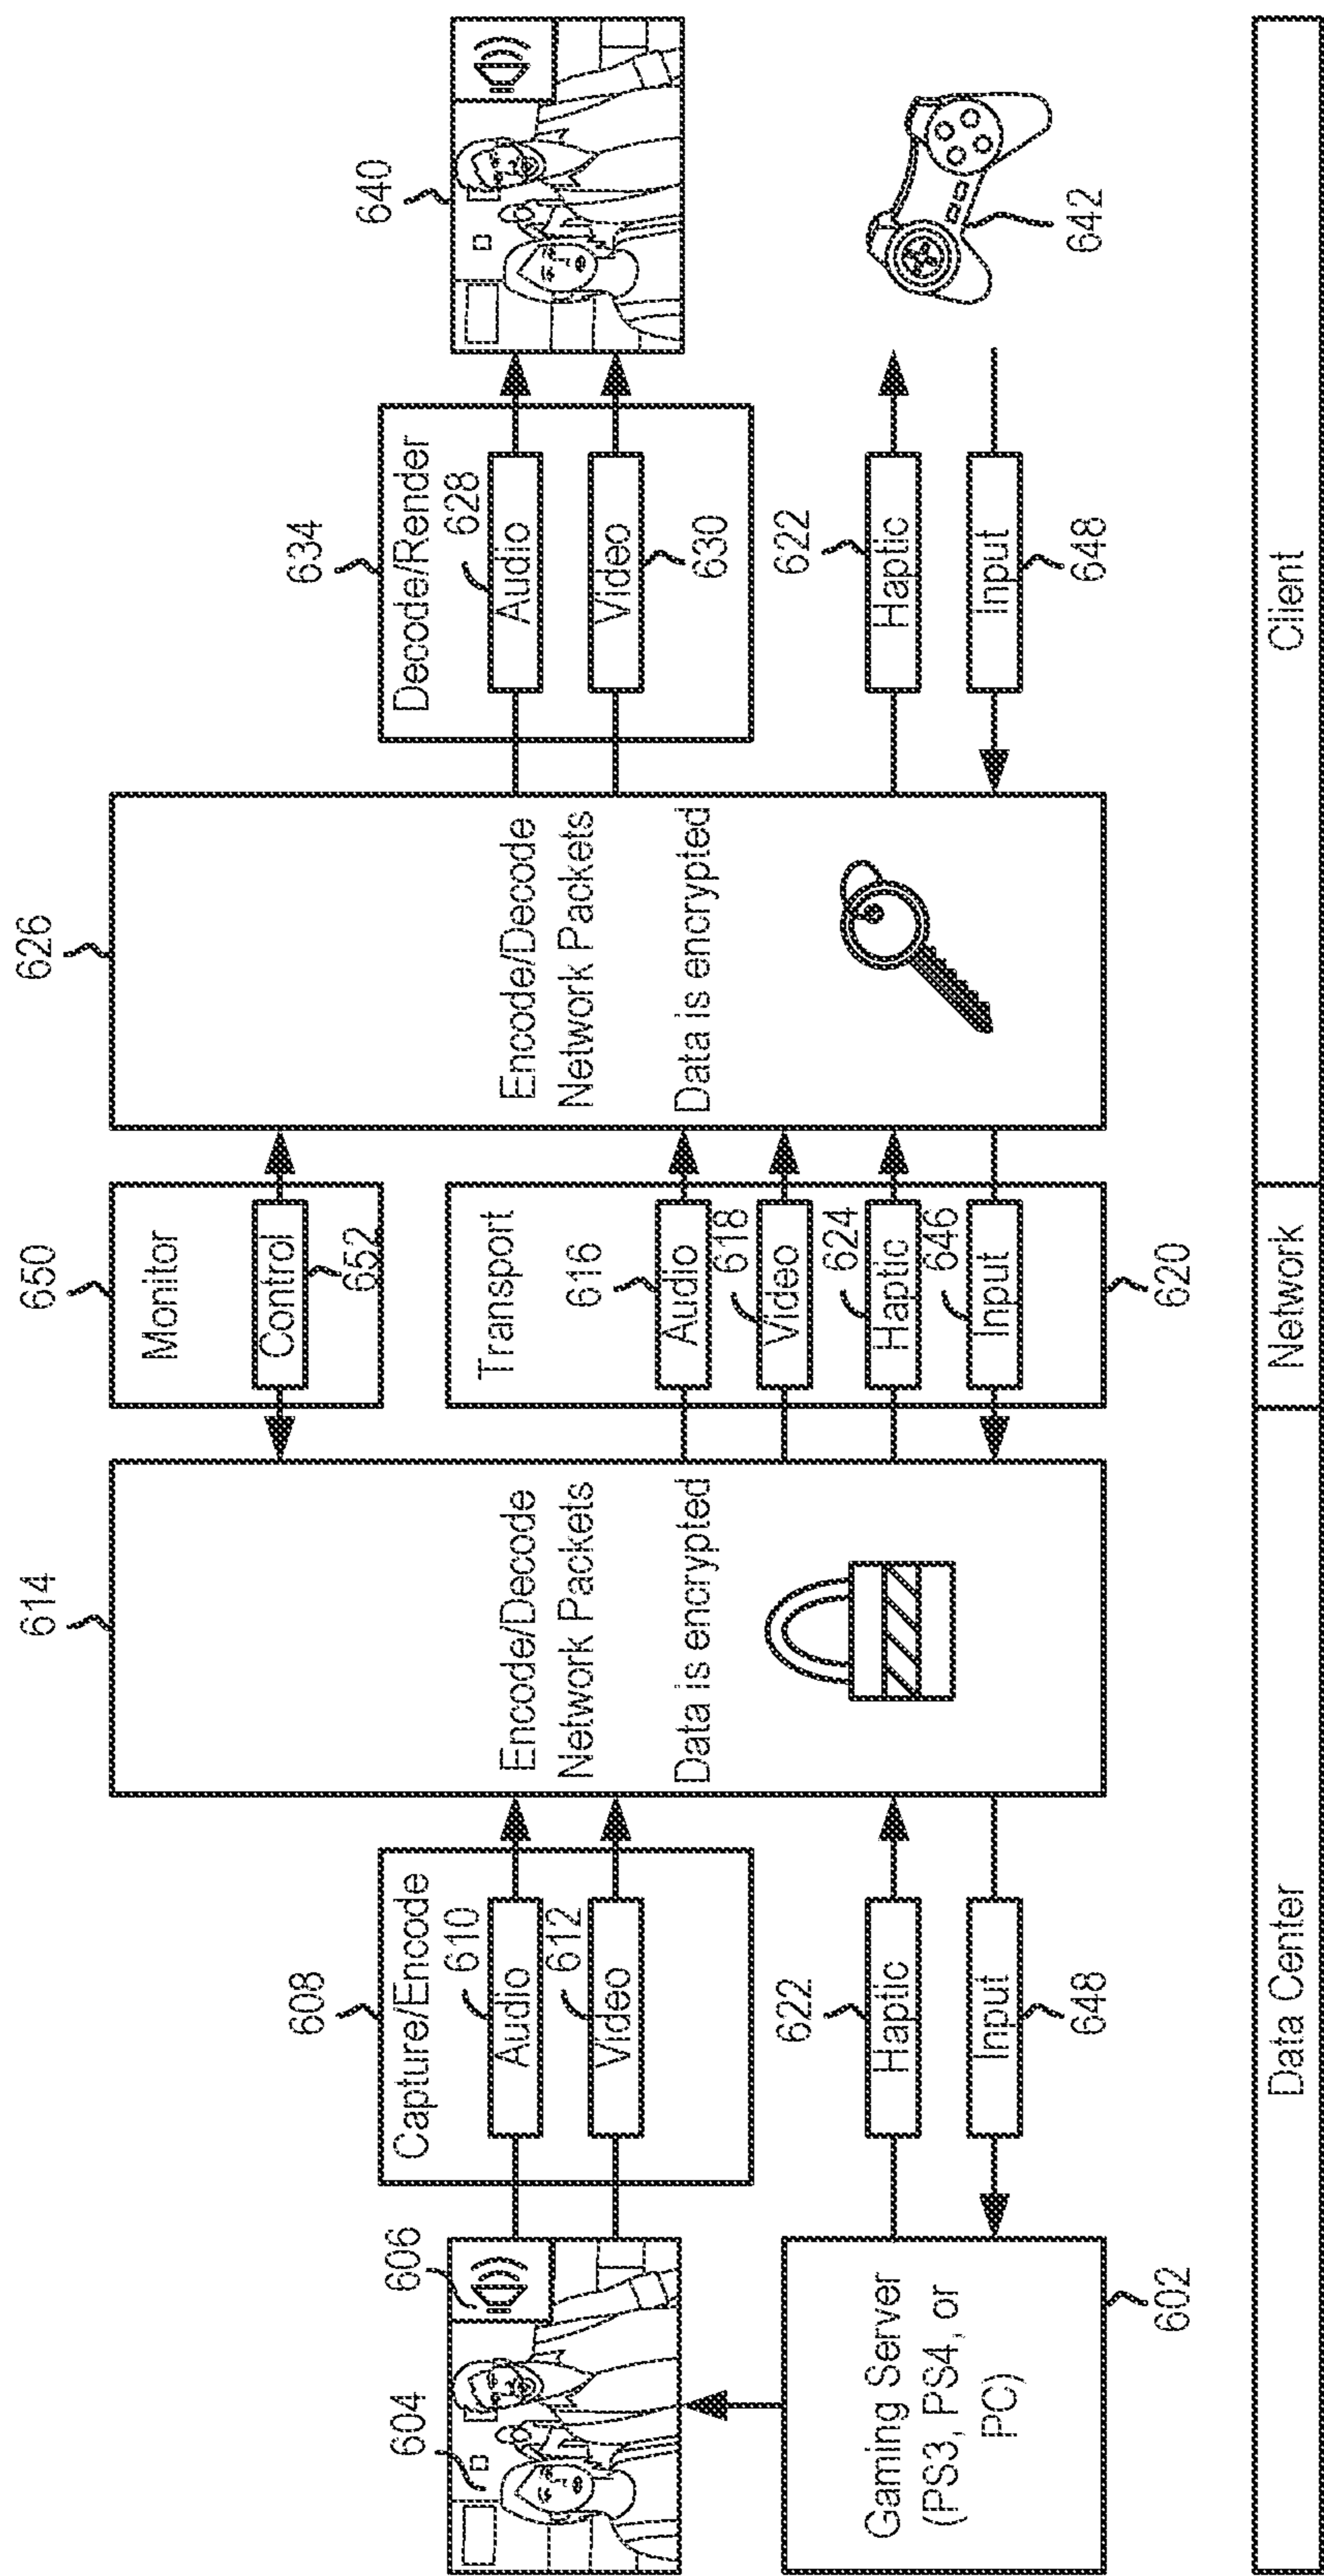 604
606
608
Capture/Encode
610
Audio
612
Video
Gaming Server
(PS3, PS4, or
PC)
602
622
Haptic
Input
648
614
Encode/Decode
Network Packets
Data is encrypted
650
Monitor
Control
652
Transport
616
Audio
618
Video
624
Haptic
646
Input
620
626
Encode/Decode
Network Packets
Data is encrypted
634
Decode/Render
628
Audio
Video
630
622
Haptic
Input
648
640
642
Data Center
Network
Client